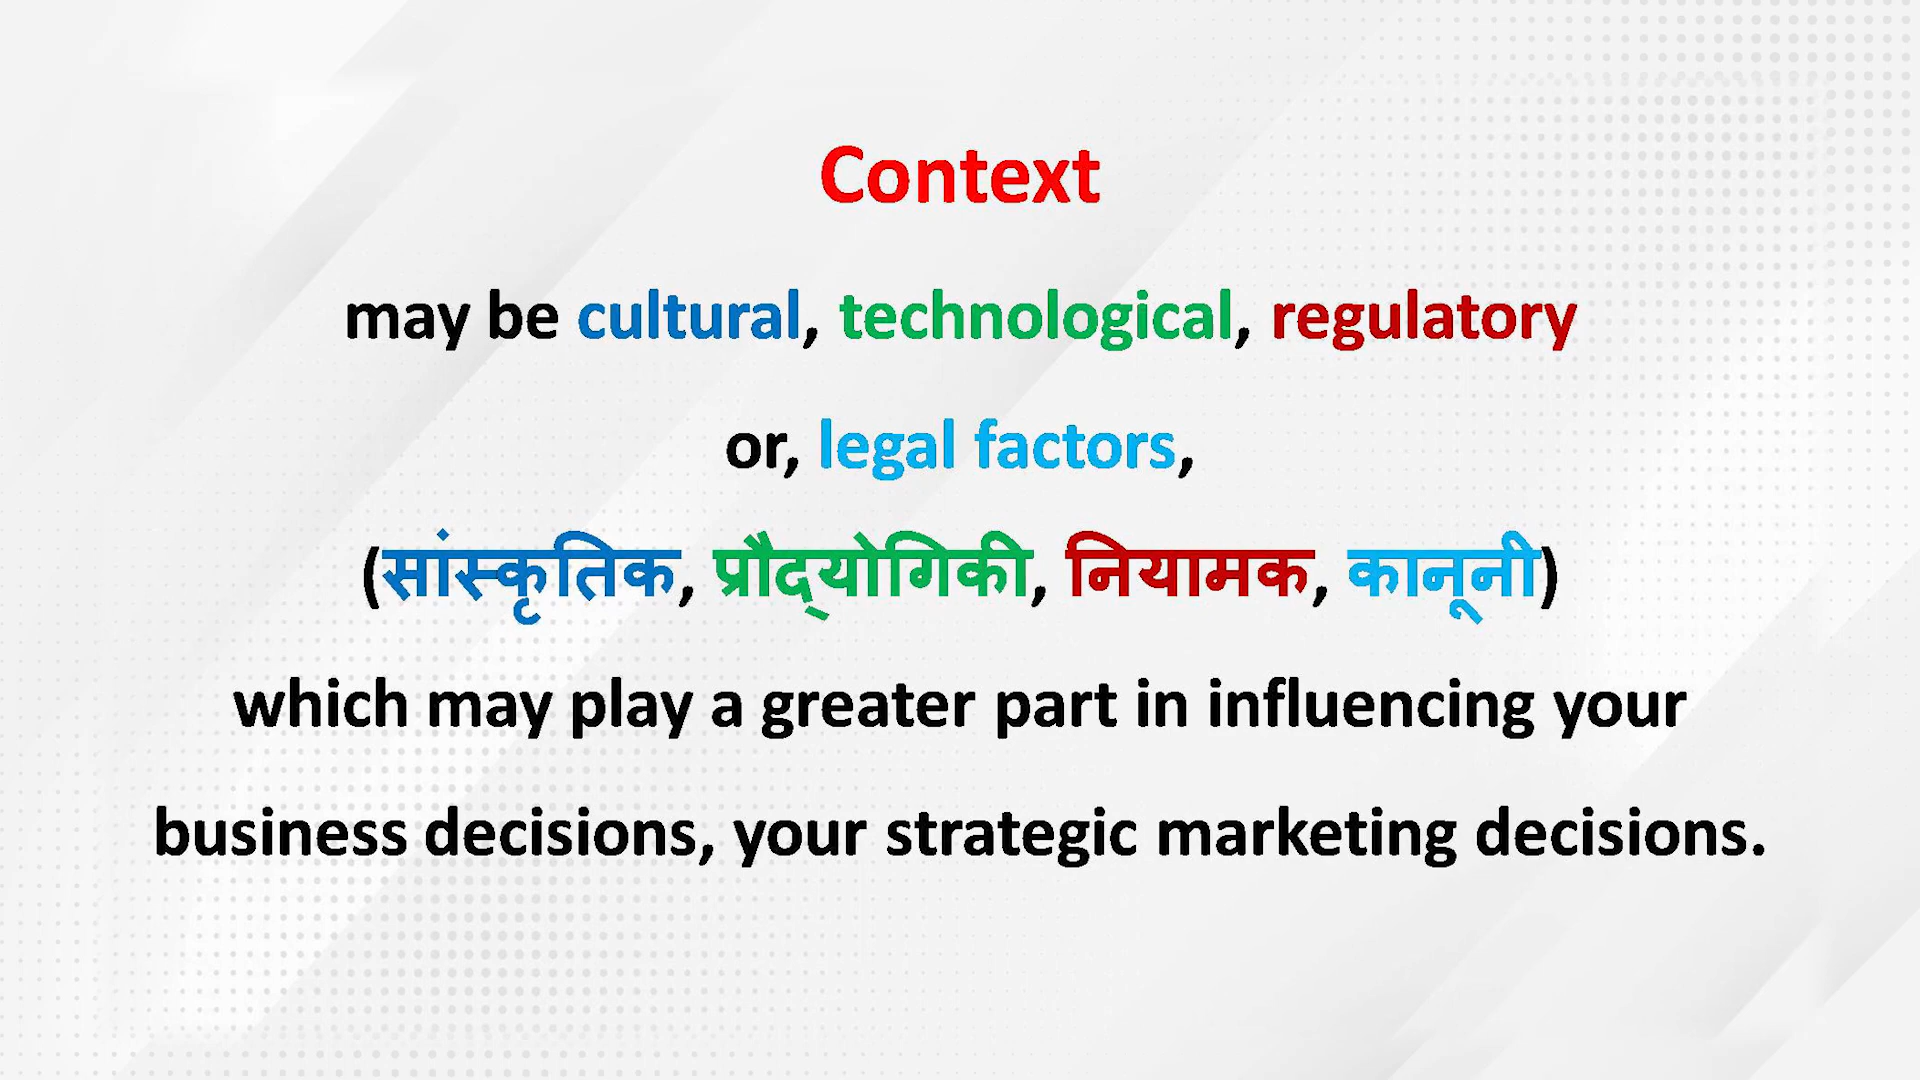 Context
may be cultural, technological, regulatory
or, legal factors,
(सांस्कृतिक, प्रौद्योगिकी, नियामक, कानूनी)
which may play a greater part in influencing your
business decisions, your strategic marketing decisions.